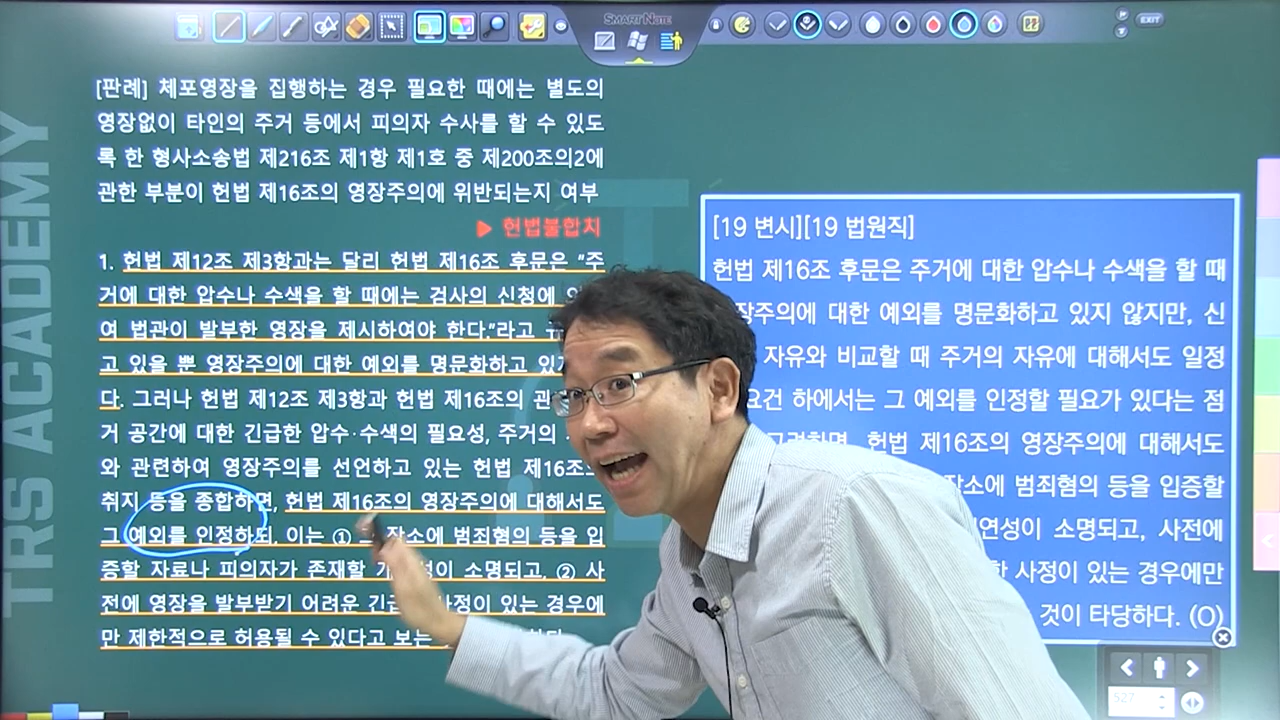 SMART NOTE
EXIT
TRS ACADEMY
[판례] 체포영장을 집행하는 경우 필요한 때에는 별도의
영장없이 타인의 주거 등에서 피의자 수사를 할 수 있도
록 한 형사소송법 제216조 제1항 제1호 중 제200조의2에
관한 부분이 헌법 제16조의 영장주의에 위반되는지 여부
▶ 헌법불합치
1. 헌법 제12조 제3항과는 달리 헌법 제16조 후문은 "주
거에 대한 압수나 수색을 할 때에는 검사의 신청에
여 법관이 발부한 영장을 제시하여야 한다."라고
고 있을 뿐 영장주의에 대한 예외를 명문화하고
다. 그러나 헌법 제12조 제3항과 헌법 제16조의
거 공간에 대한 긴급한 압수·수색의 필요성, 주거의
와 관련하여 영장주의를 선언하고 있는 헌법 제16조
취지 등을 종합하면, 헌법 제16조의 영장주의에 대해서도
그 예외를 인정하되, 이는 ① 장소에 범죄혐의 등을 입
증할 자료나 피의자가 존재할 소명되고, ② 사
전에 영장을 발부받기 어려운 사정이 있는 경우에
만 제한적으로 허용될 수 있다고 보는
[19 변시][19 법원직]
헌법 제16조 후문은 주거에 대한 압수나 수색을 할 때
영장주의에 대한 예외를 명문화하고 있지 않지만, 신
자유와 비교할 때 주거의 자유에 대해서도 일정
요건 하에서는 그 예외를 인정할 필요가 있다는 점
헌법 제16조의 영장주의에 대해서도
장소에 범죄혐의 등을 입증할
소명되고, 사전에
사정이 있는 경우에만
것이 타당하다. (O)
527